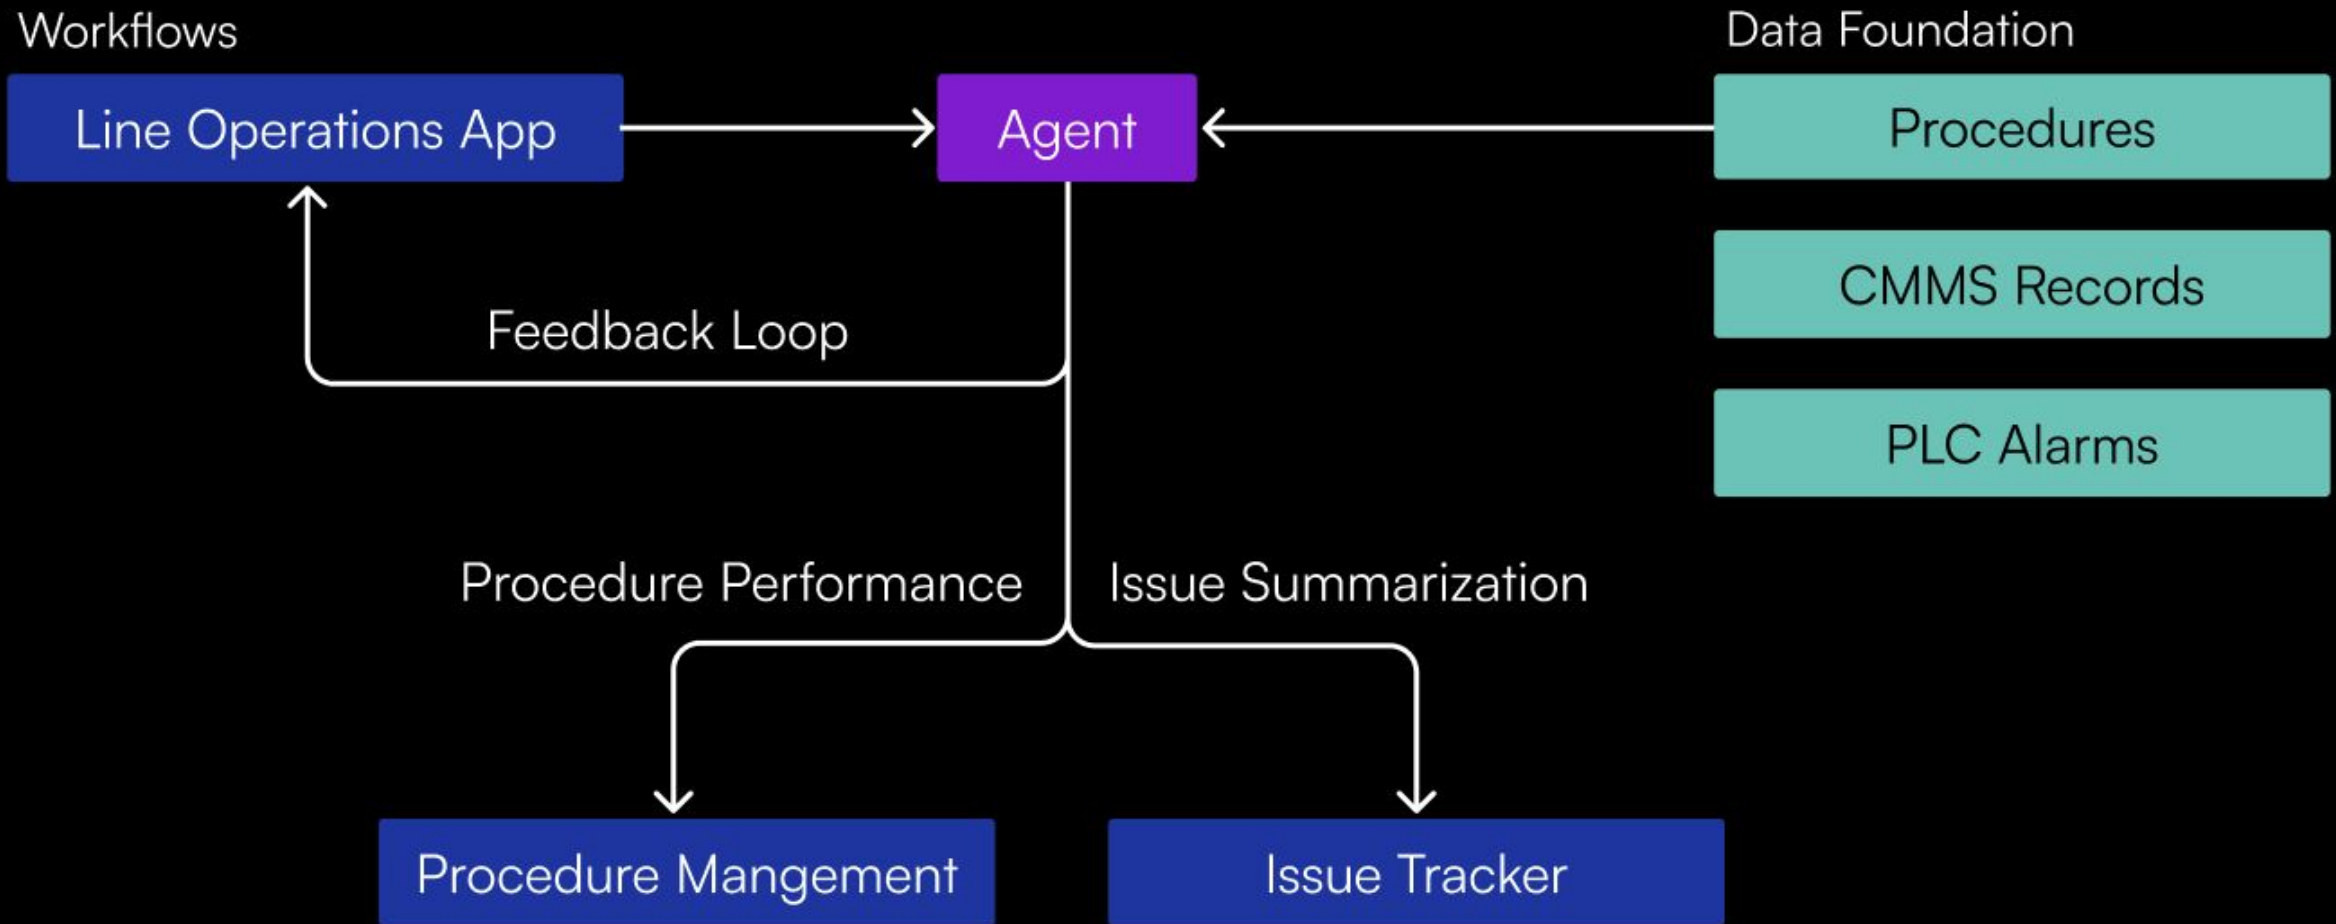 Workflows
Data Foundation
Line Operations App
Agent
Procedures
CMMS Records
Feedback Loop
PLC Alarms
Procedure Performance
Issue Summarization
Procedure Mangement
Issue Tracker